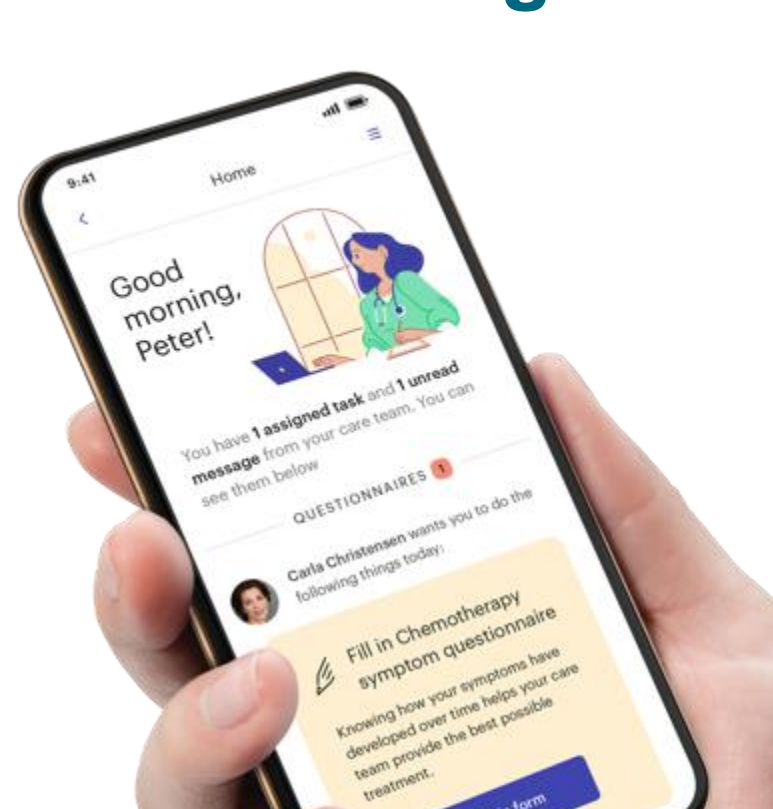 9:41
Home
Good
morning,
Peter!
You have 1 assigned task and 1 unread
message from your care team. You can
see them below
QUESTIONNAIRES 1
Carla Christensen wants you to do the
following things today:
Fill in Chemotherapy
symptom questionnaire
Knowing how your symptoms have
developed over time helps your care
team provide the best possible
treatment.
form